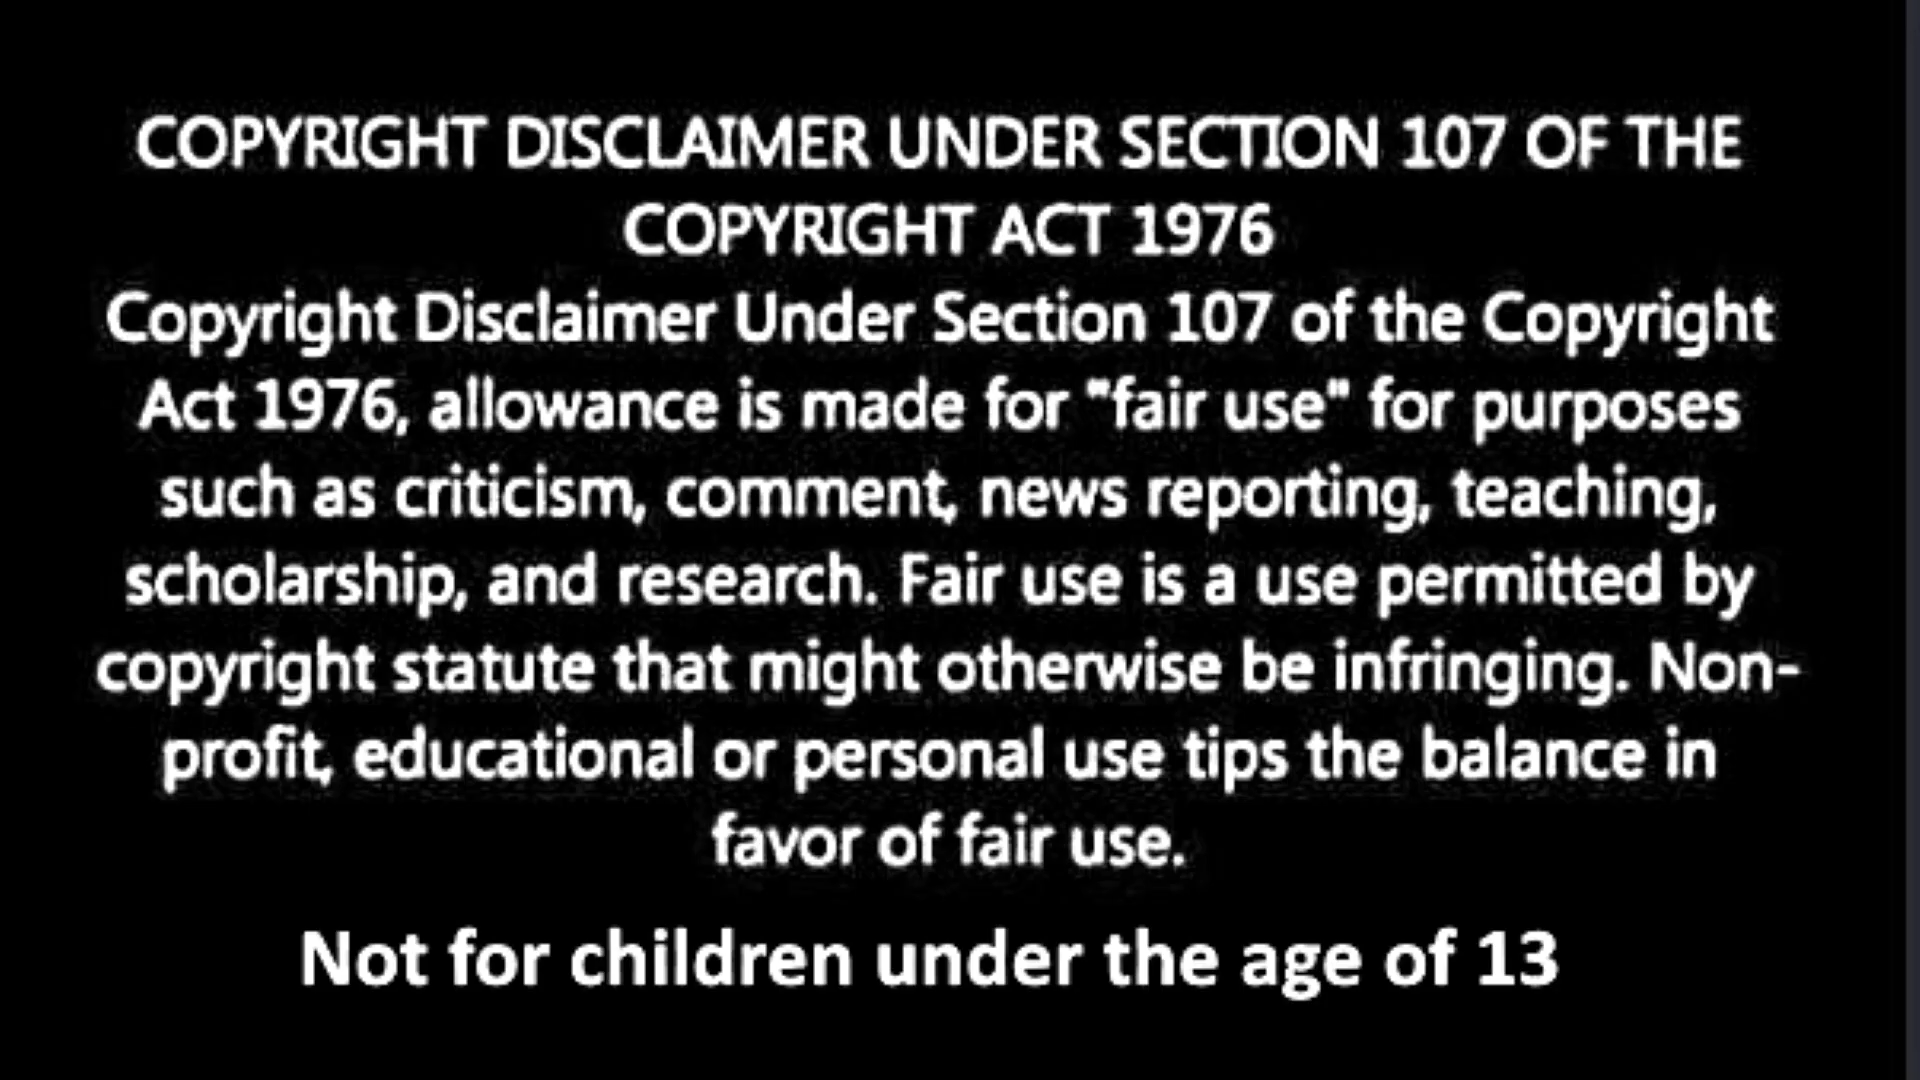 COPYRIGHT DISCLAIMER UNDER SECTION 107 OF THE
COPYRIGHT ACT 1976
Copyright Disclaimer Under Section 107 of the Copyright
Act 1976, allowance is made for "fair use" for purposes
such as criticism, comment, news reporting, teaching,
scholarship, and research. Fair use is a use permitted by
copyright statute that might otherwise be infringing. Non-
profit, educational or personal use tips the balance in
favor of fair use.
Not for children under the age of 13